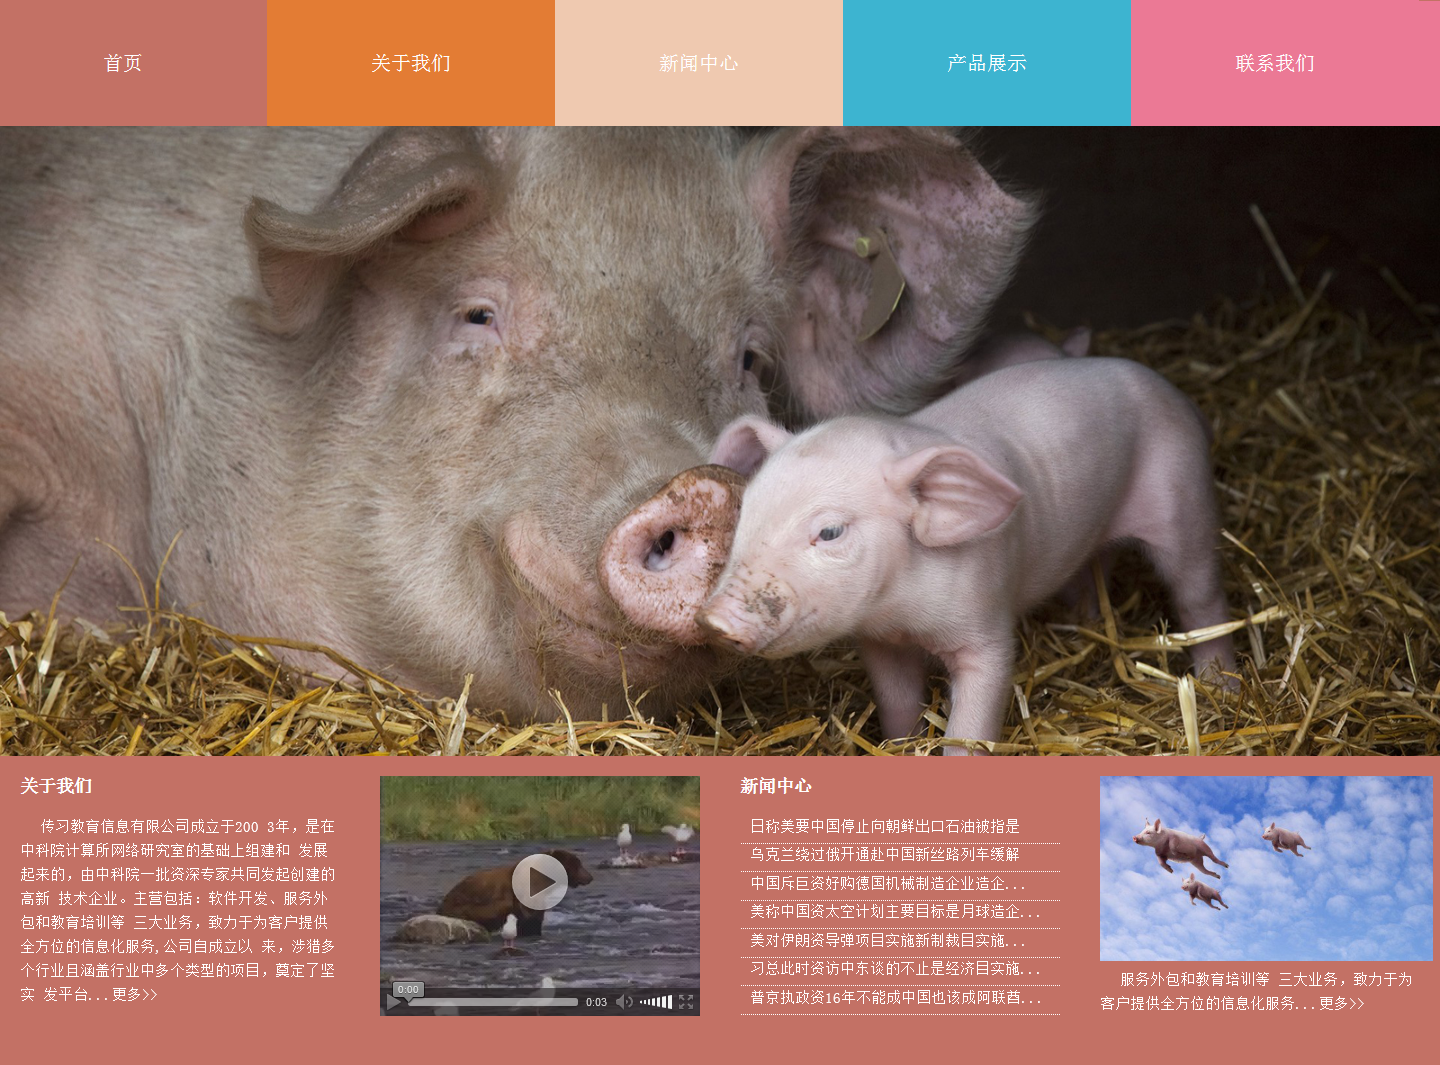 首页
关于我们
新闻中心
产品展示
联系我们
关于我们
传习教育信息有限公司成立于200 3年，是在
中科院计算所网络研究室的基础上组建和 发展
起来的，由中科院一批资深专家共同发起创建的
高新 技术企业。主营包括：软件开发、服务外
包和教育培训等 三大业务，致力于为客户提供
全方位的信息化服务,公司自成立以 来，涉猎多
个行业且涵盖行业中多个类型的项目，奠定了坚
实 发平台...更多>>
0:00
0:03
新闻中心
日称美要中国停止向朝鲜出口石油被指是
乌克兰绕过俄开通赴中国新丝路列车缓解
中国斥巨资好购德国机械制造企业造企...
美称中国资太空计划主要目标是月球造企...
美对伊朗资导弹项目实施新制裁目实施...
习总此时资访中东谈的不止是经济目实施...
普京执政资16年不能成中国也该成阿联酋...
服务外包和教育培训等 三大业务，致力于为
客户提供全方位的信息化服务...更多>>